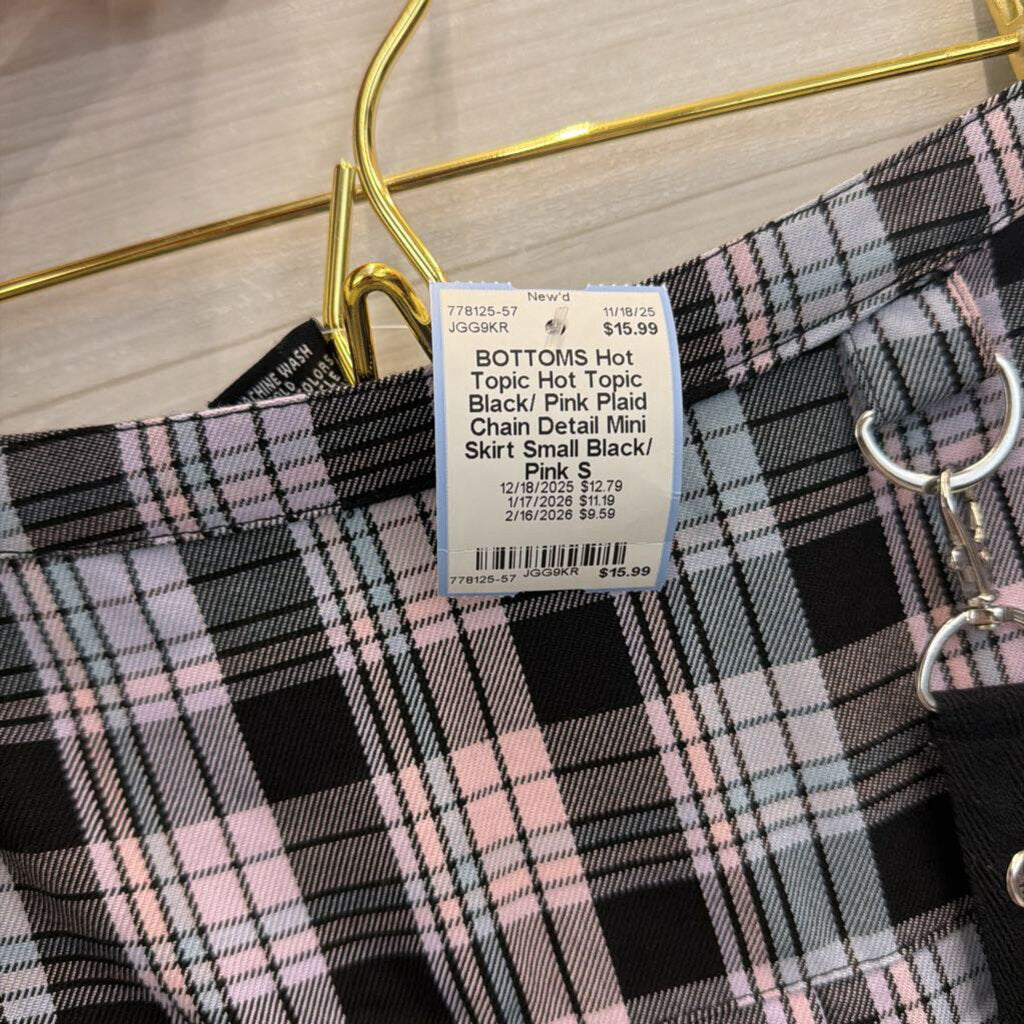 New'd
778125-57 11/18/25
JGG9KR $15.99
BOTTOMS Hot
Topic Hot Topic
Black/ Pink Plaid
Chain Detail Mini
Skirt Small Black/
Pink S
12/18/2025 $12.79
1/17/2026 $11.19
2/16/2026 $9.59
778125-57 JGG9KR $15.99
MACHINE WASH